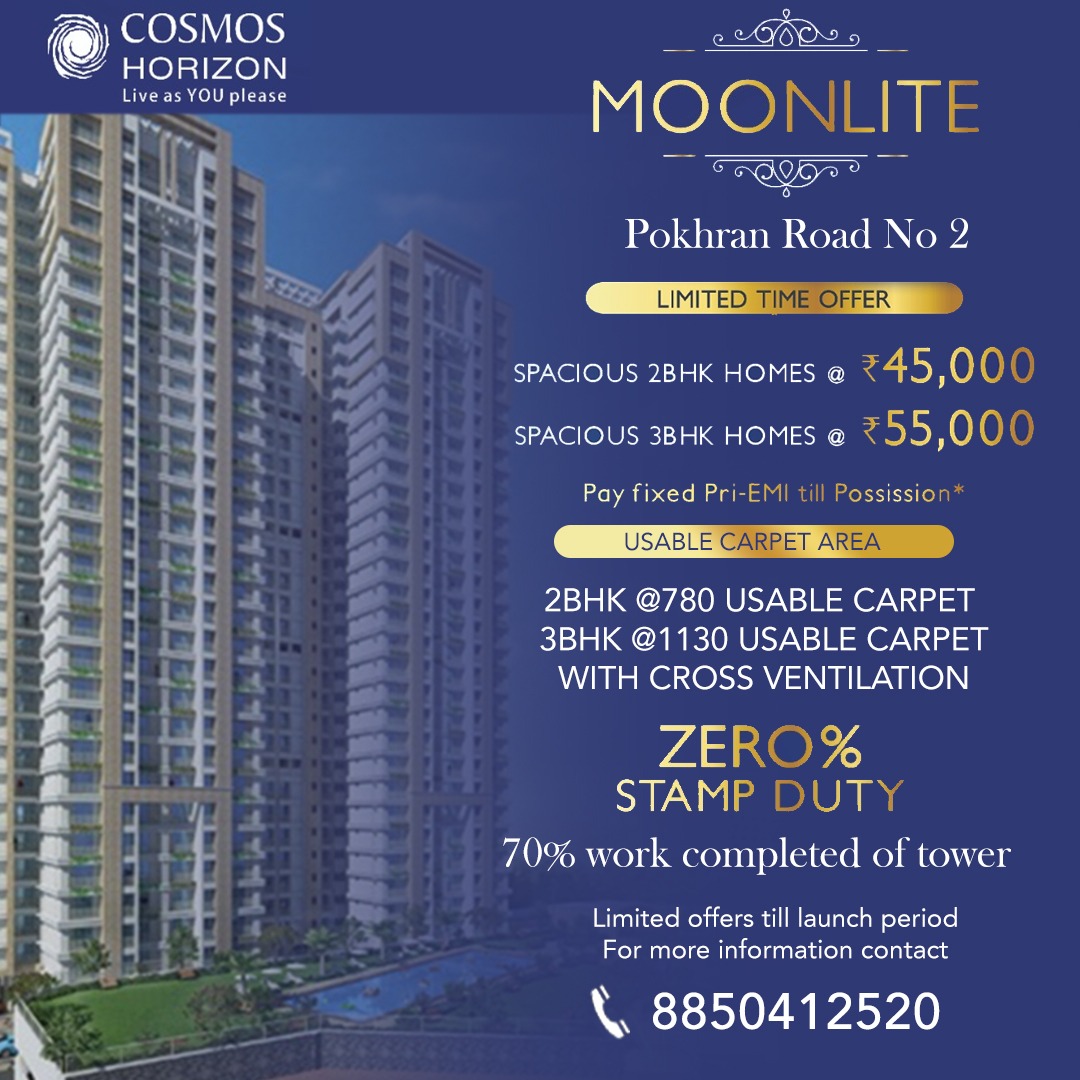 COSMOS
HORIZON
Live as YOU please
MOONLITE
Pokhran Road No 2
LIMITED TIME OFFER
SPACIOUS 2BHK HOMES @ ₹45,000
SPACIOUS 3BHK HOMES @ ₹55,000
Pay fixed Pri-EMI till Possission*
USABLE CARPET AREA
2BHK @780 USABLE CARPET
3BHK @1130 USABLE CARPET
WITH CROSS VENTILATION
ZERO%
STAMP DUTY
70% work completed of tower
Limited offers till launch period
For more information contact
8850412520